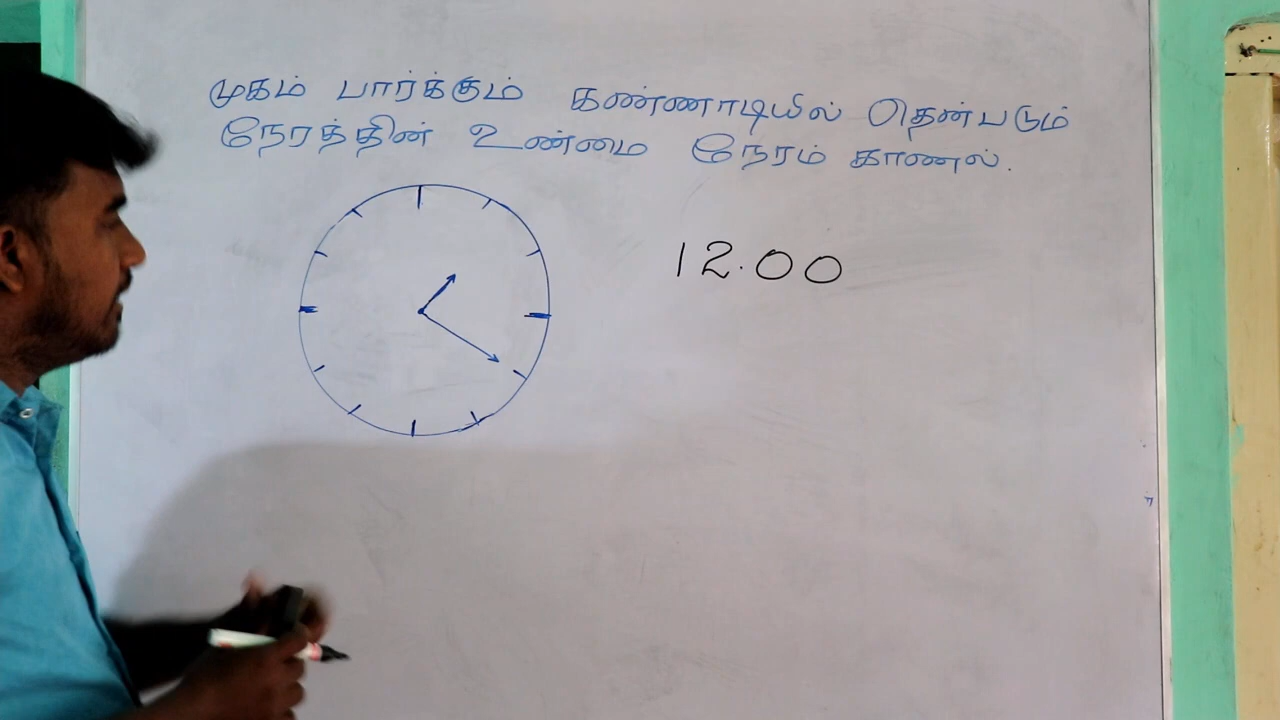 முகம் பார்க்கும் கண்ணாடியில் தென்படும்
நேரத்தின் உண்மை நேரம் காணல்.
12.00